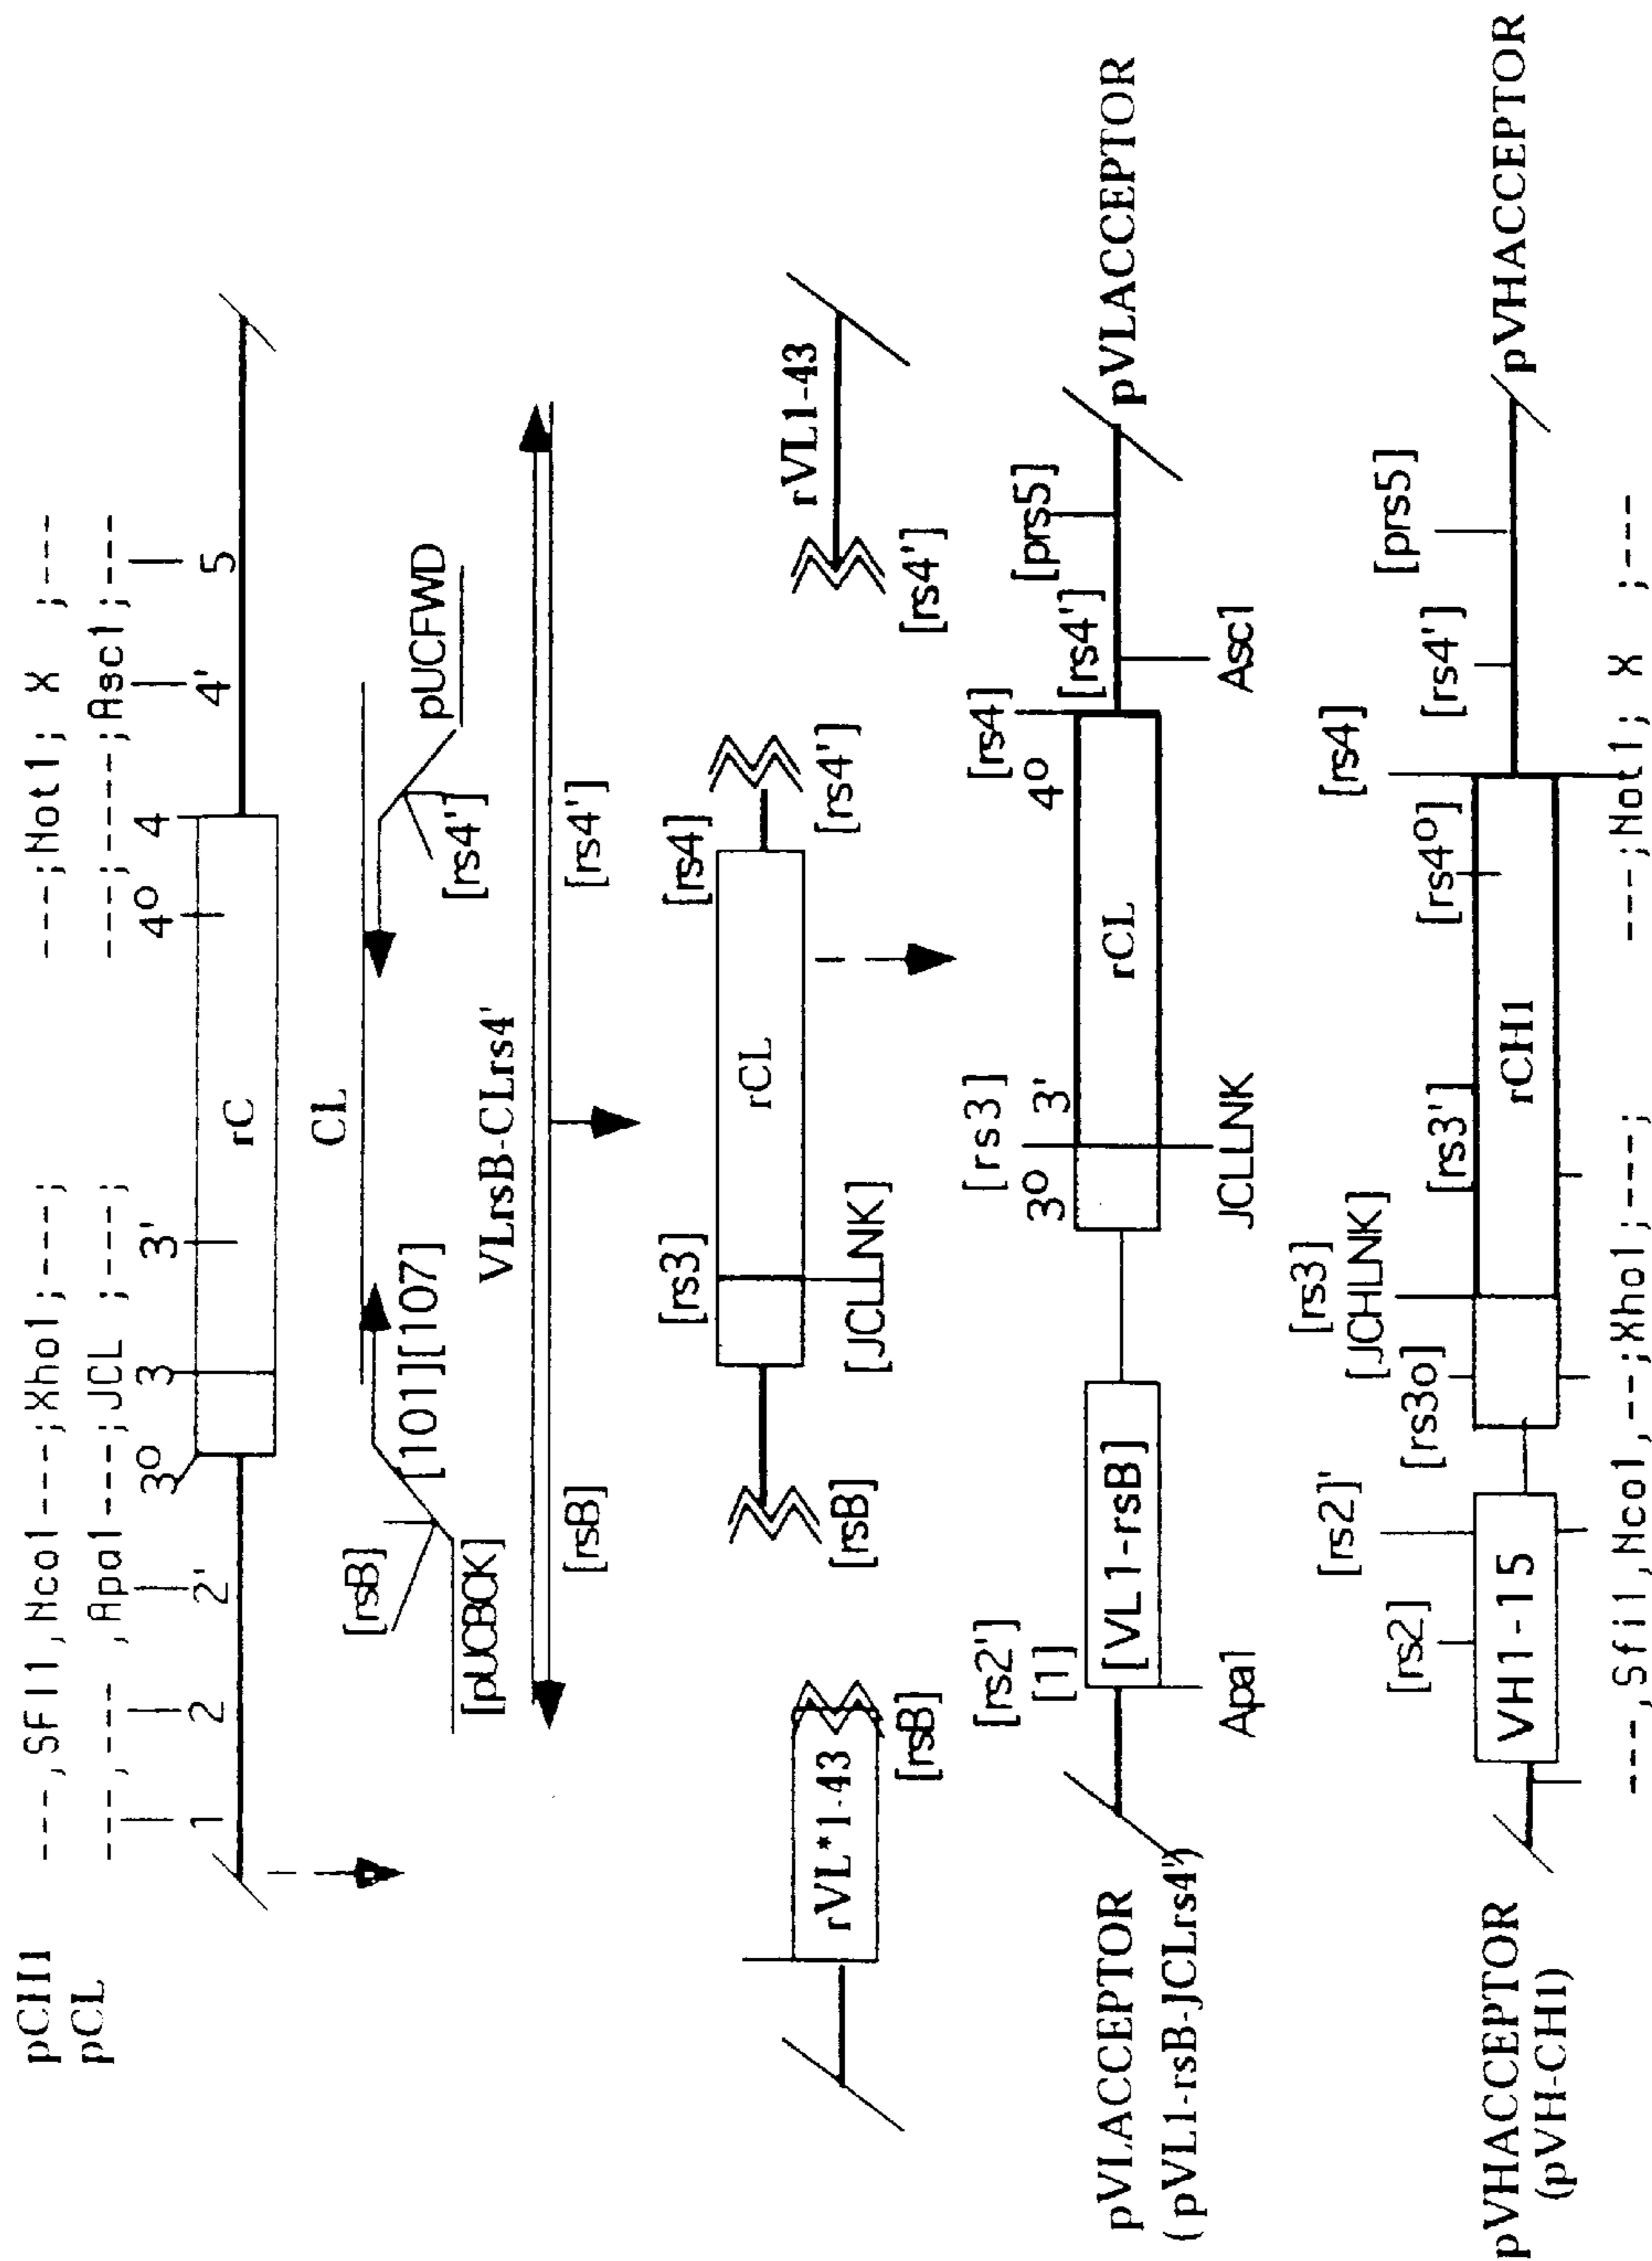 pCH1 ---,SFI1,Nco1---;Xho1;---; ---;Not1; X ;---
pCL ---,--- ,Apa1---;JCL ;---; ---;----;Asc1;---
1 2 2' 3o 3 3' 4o 4 4' 5
rC
CL
[rsB] [101][107] [rs4'] pUCFWD
[pUCBCK]
VLrsB-CLrs4'
[rsB] [rs4']
[rs3] [rs4]
rCL
[rsB] [JCLLNK] [rs4']
rVL*1-43 rVL1-43
[rsB] [rs4']
[rs2'] [rs3] [rs4] [rs4'] [prs5]
[1] 3o 3' 4o
pVLACCEPTOR [VL1-rsB] rCL pVLACCEPTOR
(pVL1-rsB-JCLrs4')
Apa1 JCLLNK Asc1
[rs2] [rs2]' [rs3o] [rs3] [rs3'] [rs4o] [rs4] [rs4'] [prs5]
[JCHLNK]
pVHACCEPTOR VH1-15 rCH1 pVHACCEPTOR
(pVH-CH1)
---,Sfi1,Nco1,--;Xho1;---; ---;Not1; X ;---